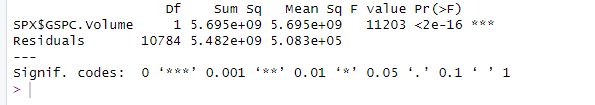 Df Sum Sq Mean Sq F value Pr(>F)
SPX$GSPC.Volume 1 5.695e+09 5.695e+09 11203 <2e-16 ***
Residuals 10784 5.482e+09 5.083e+05
---
Signif. codes: 0 ‘***’ 0.001 ‘**’ 0.01 ‘*’ 0.05 ‘.’ 0.1 ‘ ’ 1
>